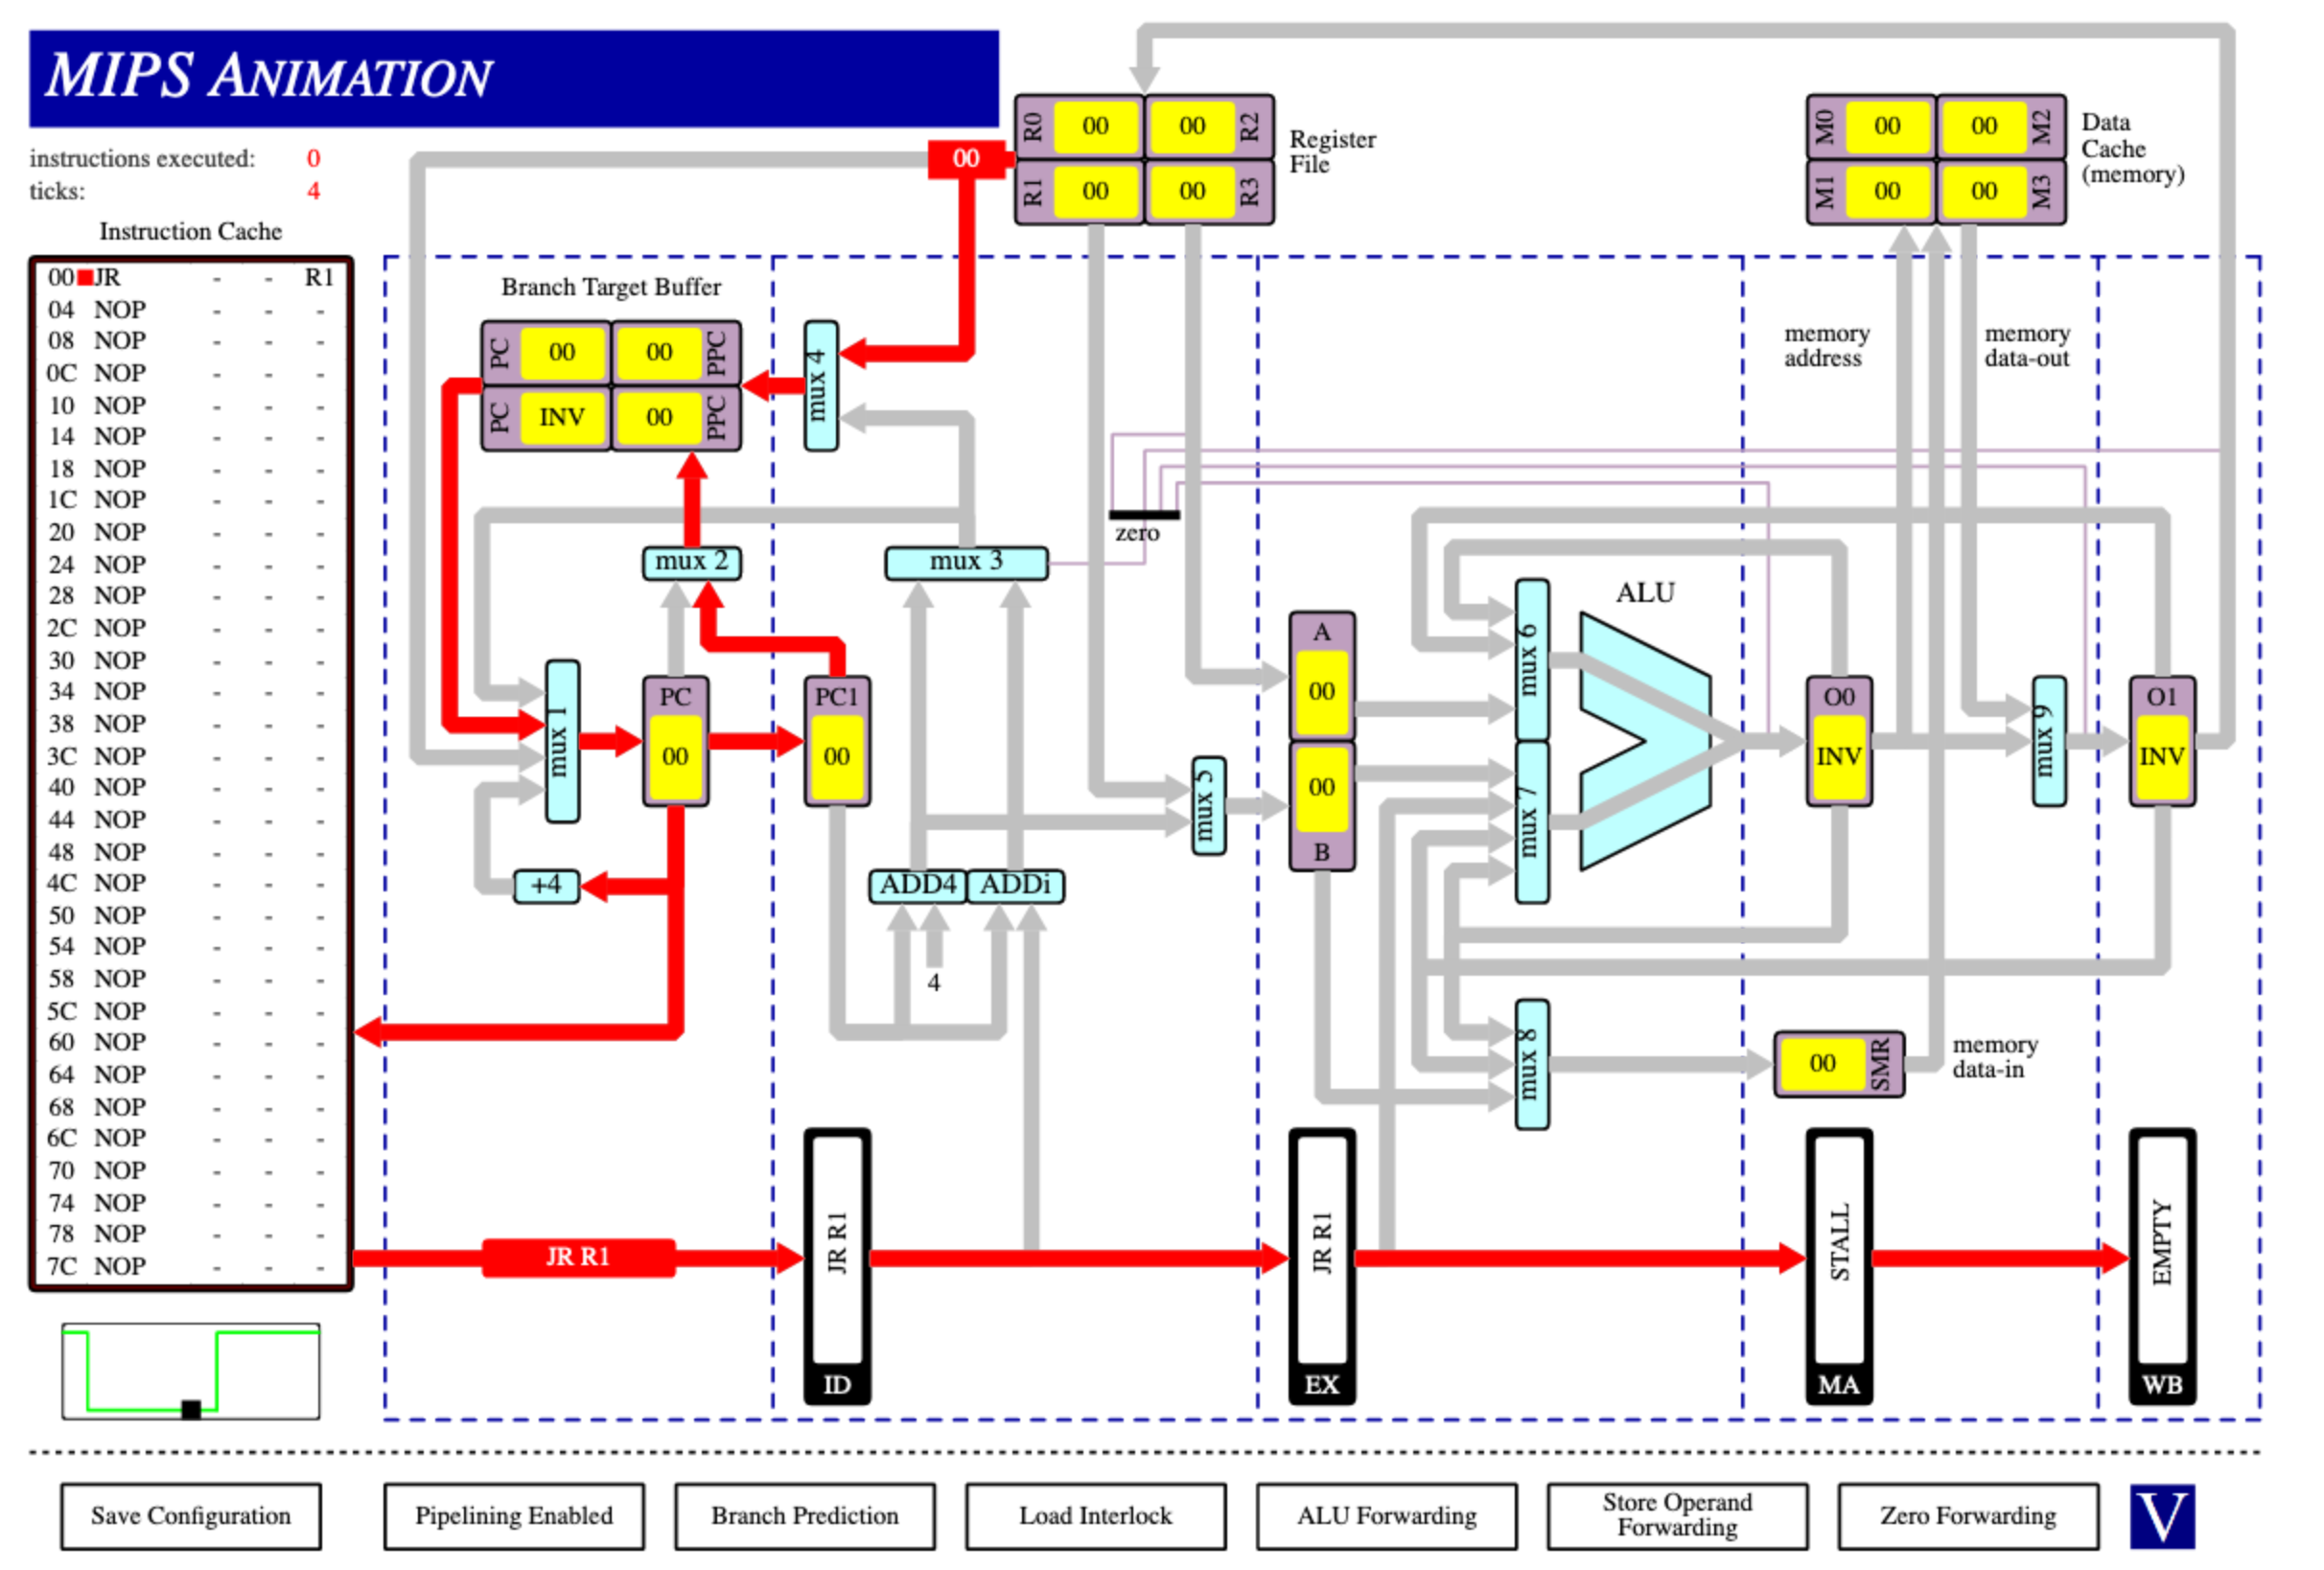 MIPS ANIMATION
instructions executed: 0
ticks: 4
Instruction Cache
00 JR - - R1
04 NOP - - -
08 NOP - - -
0C NOP - - -
10 NOP - - -
14 NOP - - -
18 NOP - - -
1C NOP - - -
20 NOP - - -
24 NOP - - -
28 NOP - - -
2C NOP - - -
30 NOP - - -
34 NOP - - -
38 NOP - - -
3C NOP - - -
40 NOP - - -
44 NOP - - -
48 NOP - - -
4C NOP - - -
50 NOP - - -
54 NOP - - -
58 NOP - - -
5C NOP - - -
60 NOP - - -
64 NOP - - -
68 NOP - - -
6C NOP - - -
70 NOP - - -
74 NOP - - -
78 NOP - - -
7C NOP - - -
00
R0 00 00 R2
R1 00 00 R3
Register
File
M0 00 00 M2
M1 00 00 M3
Data
Cache
(memory)
Branch Target Buffer
PC 00 00 PPC
PC INV 00 PPC
mux 4
memory
address
memory
data-out
zero
mux 2
mux 3
mux 1
PC
00
PC1
00
+4
ADD4 ADDi
4
mux 5
A
00
00
B
mux 6
mux 7
ALU
O0
INV
mux 9
O1
INV
mux 8
00 SMR
memory
data-in
JR R1
JR R1
ID
JR R1
EX
STALL
MA
EMPTY
WB
Save Configuration
Pipelining Enabled
Branch Prediction
Load Interlock
ALU Forwarding
Store Operand
Forwarding
Zero Forwarding
V